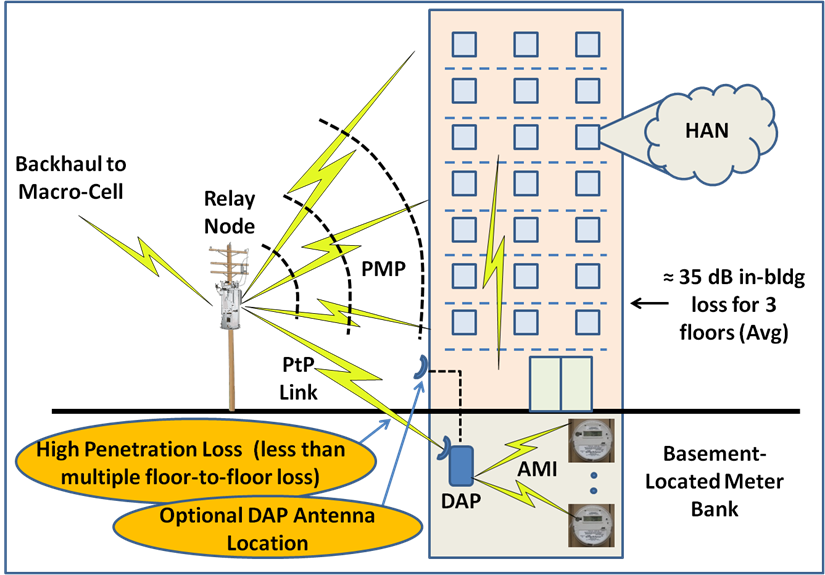 HAN
Backhaul to
Macro-Cell
Relay
Node
PMP
≈ 35 dB in-bldg
loss for 3
floors (Avg)
PtP
Link
High Penetration Loss (less than
multiple floor-to-floor loss)
Optional DAP Antenna
Location
DAP
AMI
Basement-
Located Meter
Bank